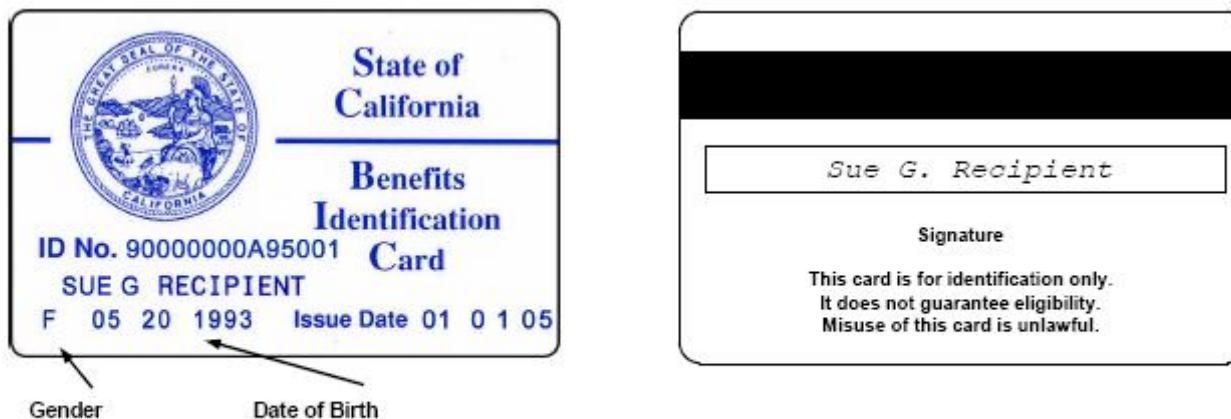 THE GREAT SEAL OF THE STATE OF CALIFORNIA
EUREKA
State of
California
Benefits
Identification
Card
ID No. 90000000A95001
SUE G RECIPIENT
F 05 20 1993 Issue Date 01 0 1 05
Gender Date of Birth
Sue G. Recipient
Signature
This card is for identification only.
It does not guarantee eligibility.
Misuse of this card is unlawful.